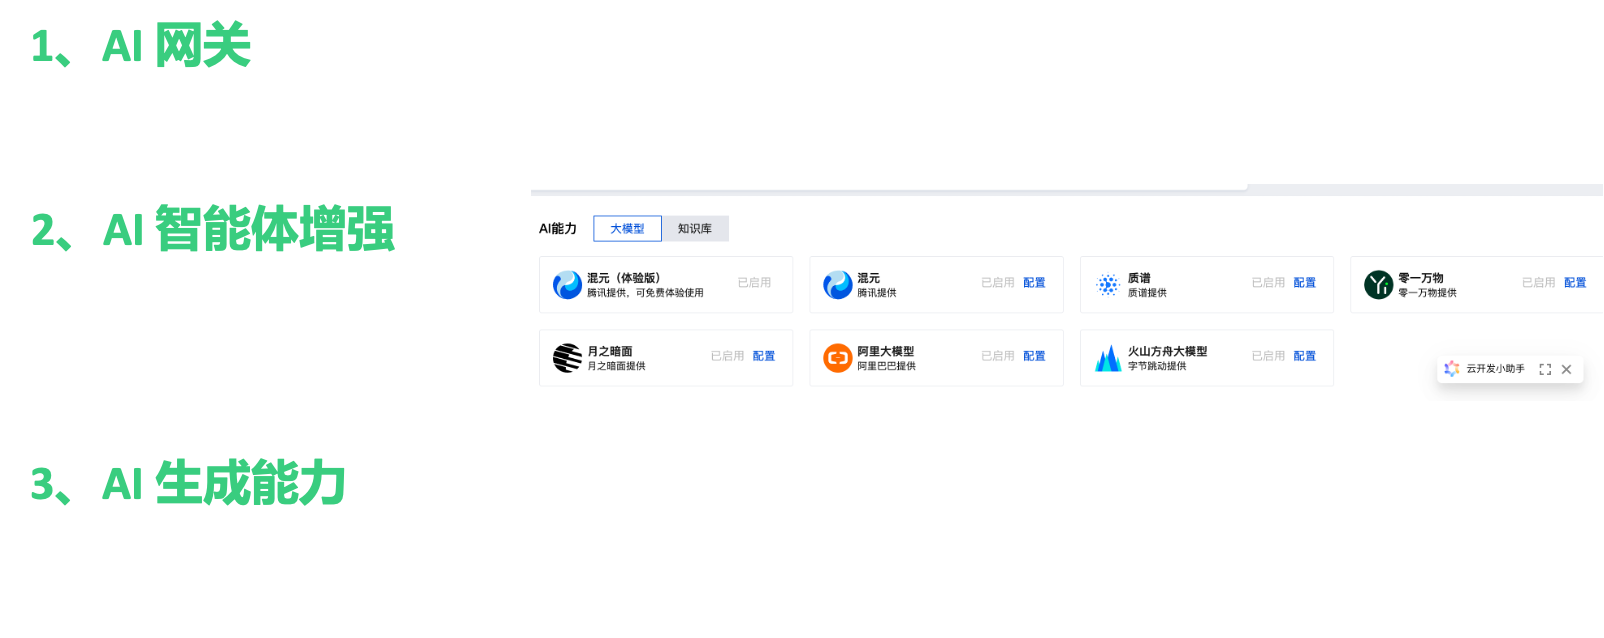 1、AI 网关
2、AI 智能体增强
AI能力 大模型 知识库
混元（体验版） 已启用
腾讯提供，可免费体验使用
混元 已启用 配置
腾讯提供
质谱 已启用 配置
质谱提供
零一万物 已启用 配置
零一万物提供
月之暗面 已启用 配置
月之暗面提供
阿里大模型 已启用 配置
阿里巴巴提供
火山方舟大模型 已启用 配置
字节跳动提供
云开发小助手
3、AI 生成能力